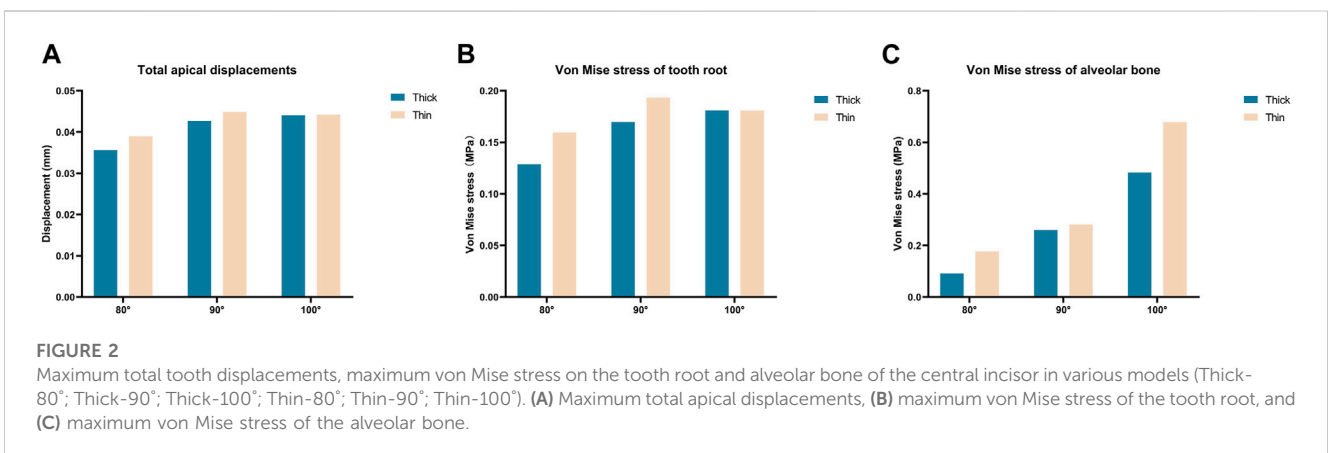 A
Total apical displacements
Displacement (mm)
0.05
0.04
0.03
0.02
0.01
0.00
80°
90°
100°
Thick
Thin
B
Von Mise stress of tooth root
Von Mise stress (MPa)
0.20
0.15
0.10
0.05
0.00
80°
90°
100°
Thick
Thin
C
Von Mise stress of alveolar bone
Von Mise stress (MPa)
0.8
0.6
0.4
0.2
0.0
80°
90°
100°
Thick
Thin
FIGURE 2
Maximum total tooth displacements, maximum von Mise stress on the tooth root and alveolar bone of the central incisor in various models (Thick-
80°; Thick-90°; Thick-100°; Thin-80°; Thin-90°; Thin-100°). (A) Maximum total apical displacements, (B) maximum von Mise stress of the tooth root, and
(C) maximum von Mise stress of the alveolar bone.